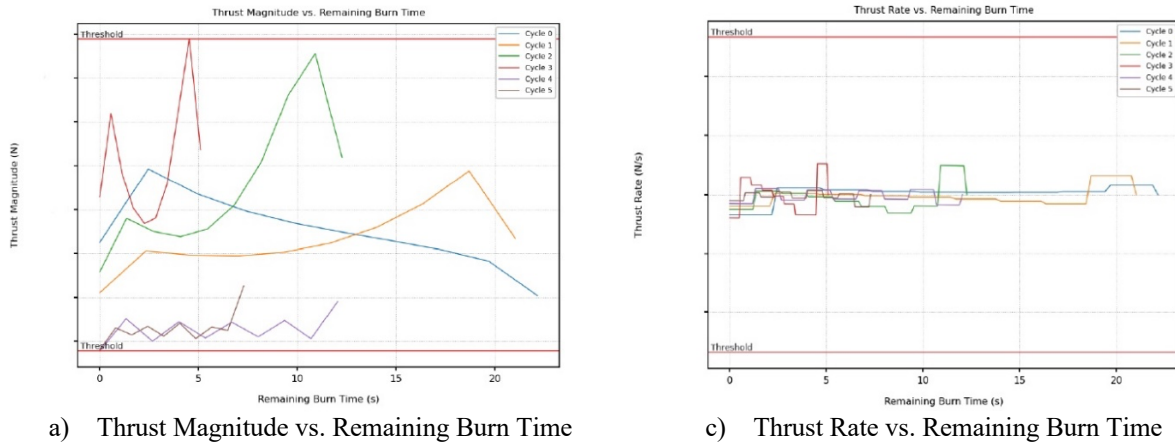 Thrust Magnitude vs. Remaining Burn Time
Threshold
Cycle 0
Cycle 1
Cycle 2
Cycle 3
Cycle 4
Cycle 5
Thrust Magnitude (N)
Threshold
0 5 10 15 20
Remaining Burn Time (s)
a) Thrust Magnitude vs. Remaining Burn Time
Thrust Rate vs. Remaining Burn Time
Threshold
Cycle 0
Cycle 1
Cycle 2
Cycle 3
Cycle 4
Cycle 5
Thrust Rate (N/s)
Threshold
0 5 10 15 20
Remaining Burn Time (s)
c) Thrust Rate vs. Remaining Burn Time